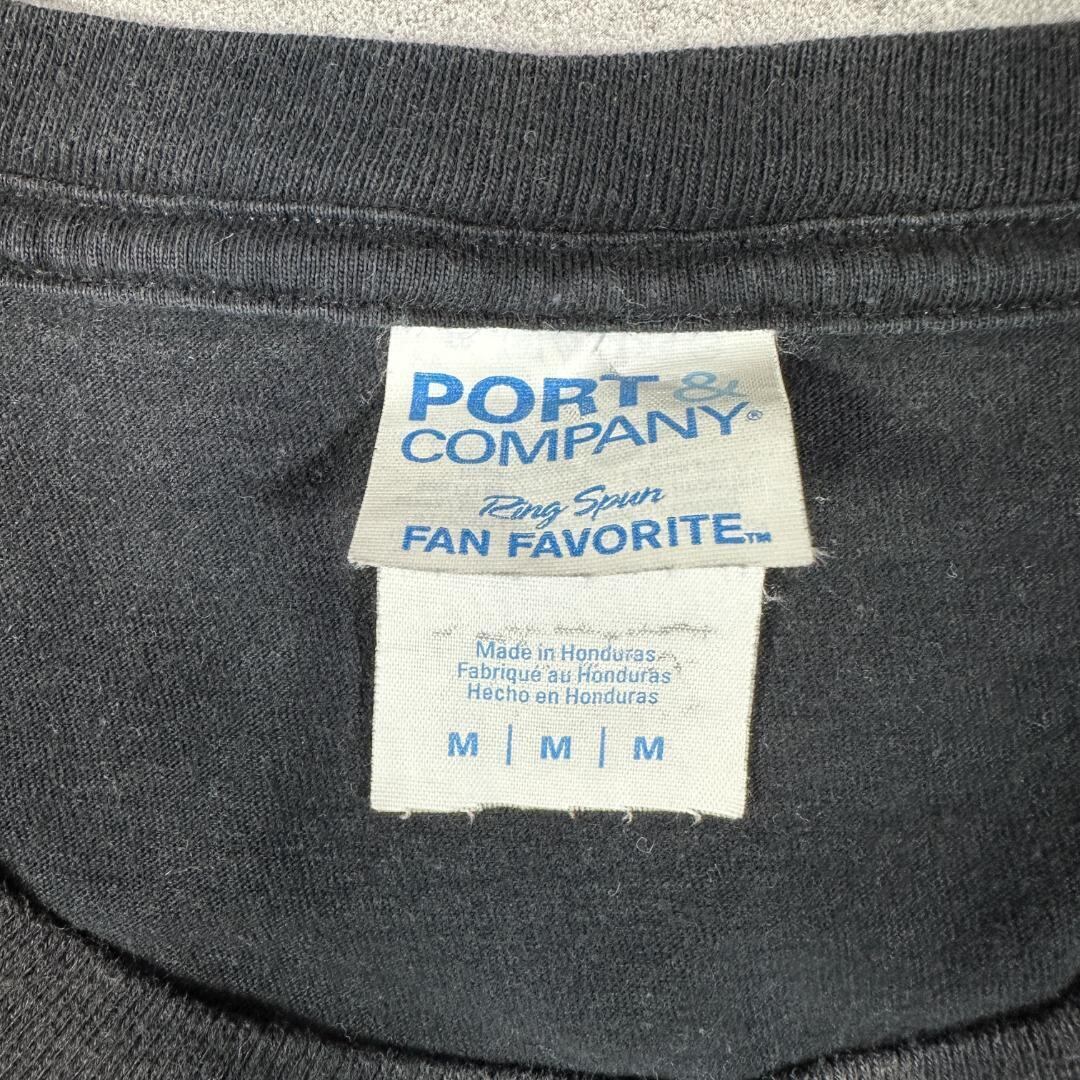 PORT &
COMPANY®
Ring Spun
FAN FAVORITE™
Made in Honduras
Fabriqué au Honduras
Hecho en Honduras
M | M | M